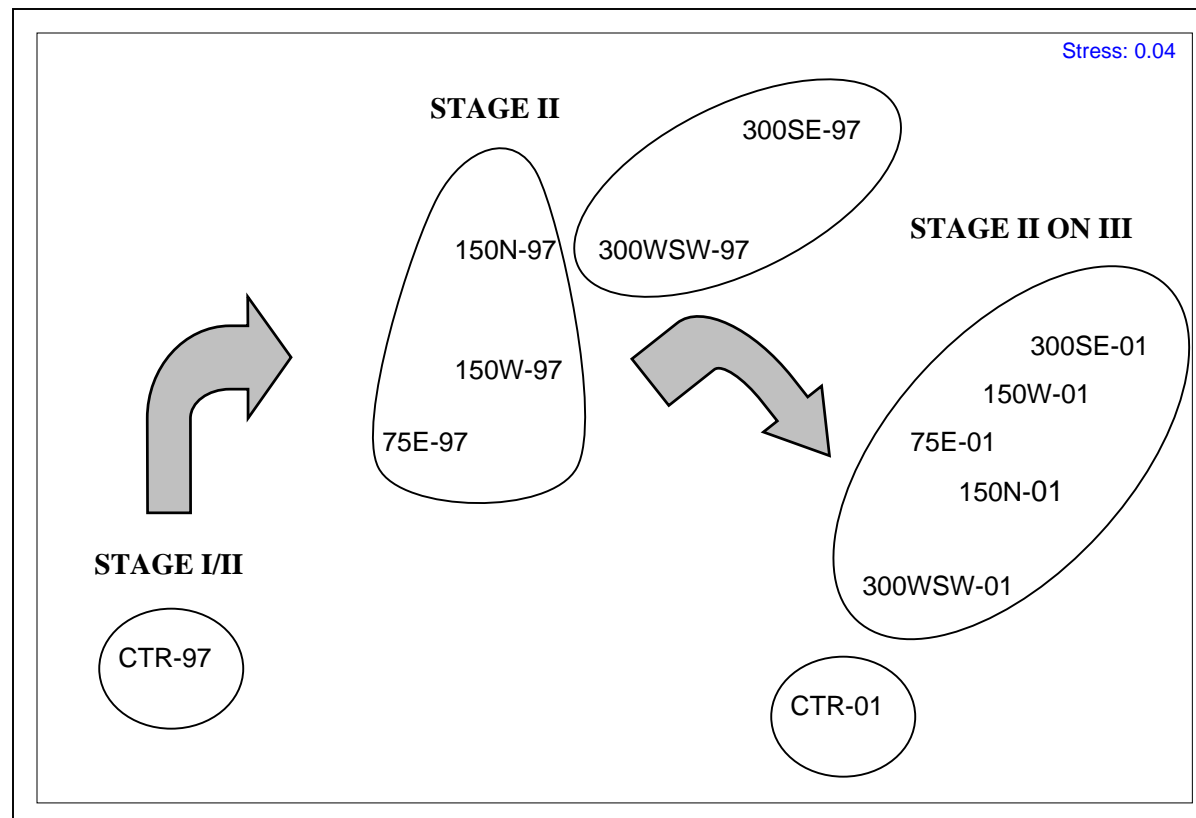 Stress: 0.04
STAGE II
300SE-97
150N-97
300WSW-97
STAGE II ON III
300SE-01
150W-97
150W-01
75E-97
75E-01
150N-01
STAGE I/II
300WSW-01
CTR-97
CTR-01